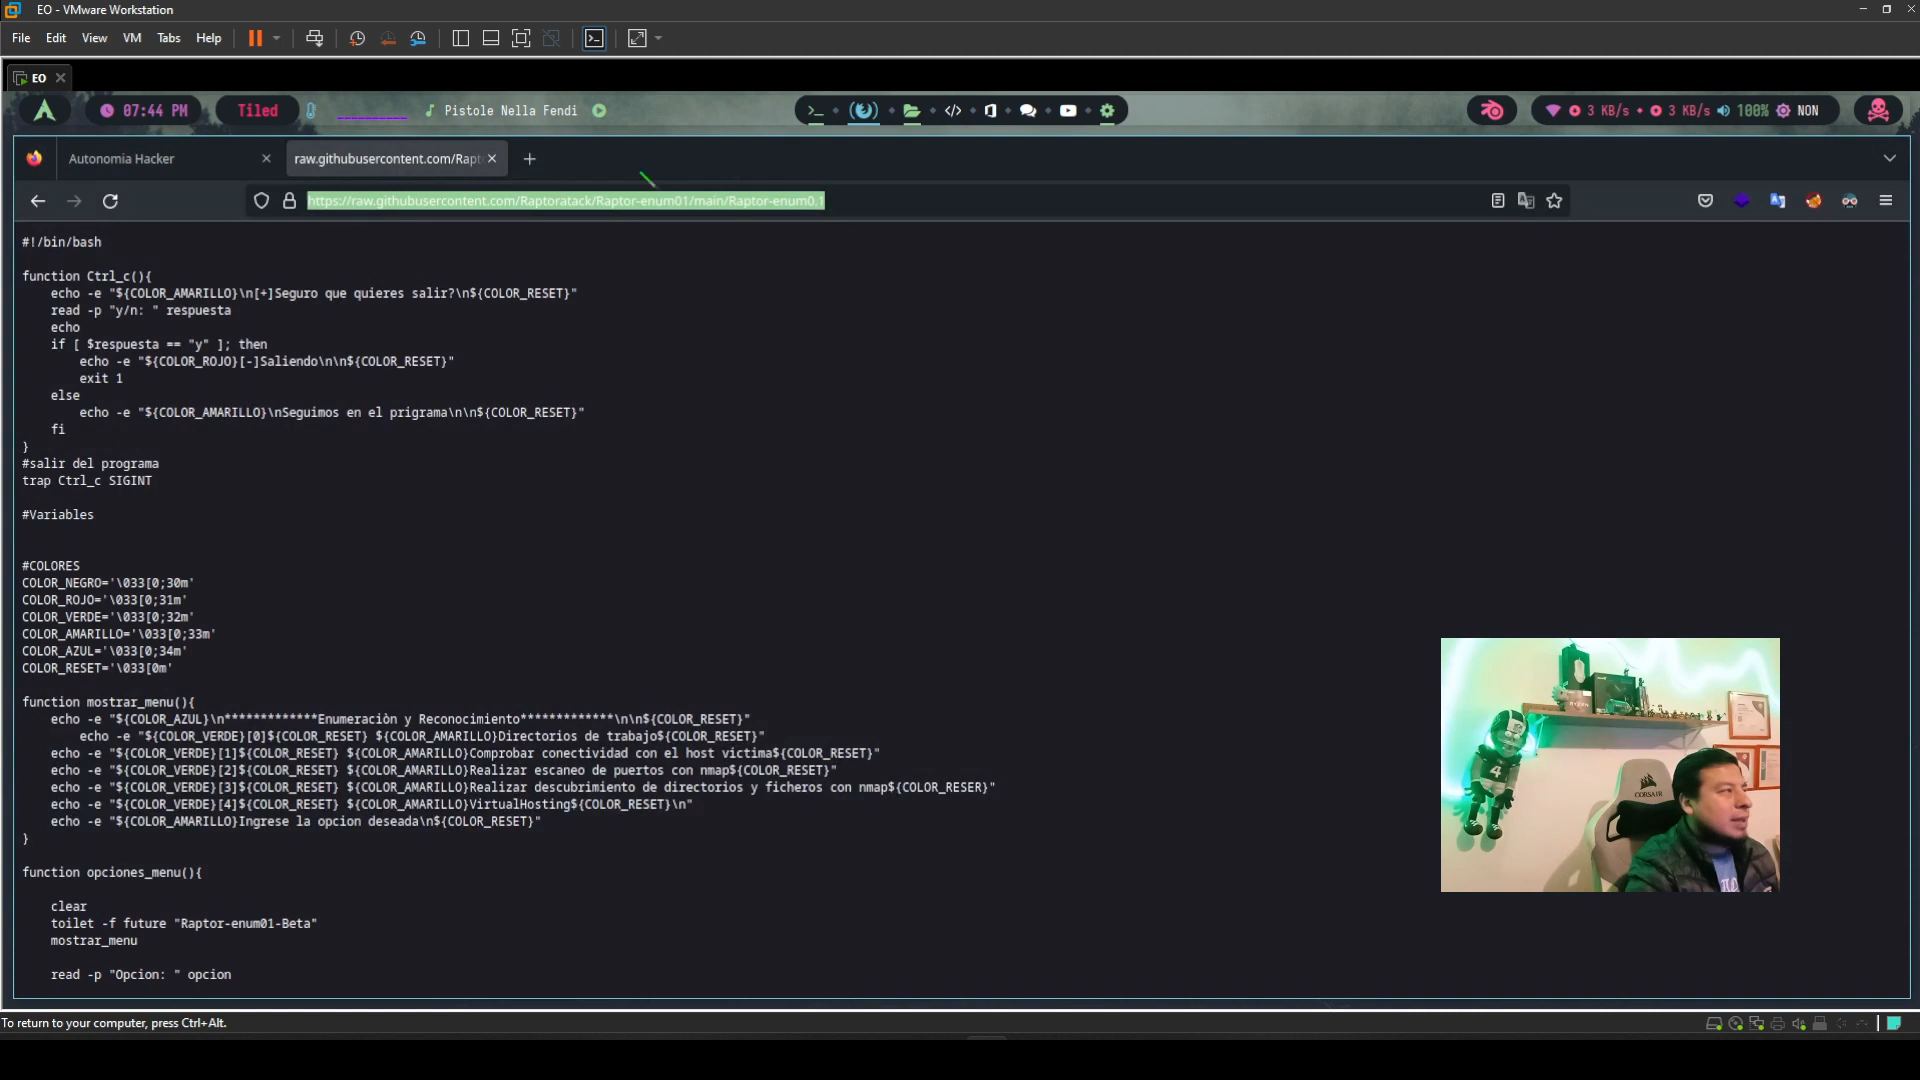 EO - VMware Workstation
File Edit View VM Tabs Help
EO
07:44 PM Tiled Pistole Nella Fendi 3 KB/s 3 KB/s 100% NON
Autonomia Hacker raw.githubusercontent.com/Rapt
https://raw.githubusercontent.com/Raptoratack/Raptor-enum01/main/Raptor-enum0.1
#!/bin/bash
function Ctrl_c(){
echo -e "${COLOR_AMARILLO}\n[+]Seguro que quieres salir?\n${COLOR_RESET}"
read -p "y/n: " respuesta
echo
if [ $respuesta == "y" ]; then
echo -e "${COLOR_ROJO}[-]Saliendo\n\n${COLOR_RESET}"
exit 1
else
echo -e "${COLOR_AMARILLO}\nSeguimos en el prigrama\n\n${COLOR_RESET}"
fi
}
#salir del programa
trap Ctrl_c SIGINT
#Variables
#COLORES
COLOR_NEGRO='\033[0;30m'
COLOR_ROJO='\033[0;31m'
COLOR_VERDE='\033[0;32m'
COLOR_AMARILLO='\033[0;33m'
COLOR_AZUL='\033[0;34m'
COLOR_RESET='\033[0m'
function mostrar_menu(){
echo -e "${COLOR_AZUL}\n*************Enumeraciòn y Reconocimiento*************\n\n${COLOR_RESET}"
echo -e "${COLOR_VERDE}[0]${COLOR_RESET} ${COLOR_AMARILLO}Directorios de trabajo${COLOR_RESET}"
echo -e "${COLOR_VERDE}[1]${COLOR_RESET} ${COLOR_AMARILLO}Comprobar conectividad con el host victima${COLOR_RESET}"
echo -e "${COLOR_VERDE}[2]${COLOR_RESET} ${COLOR_AMARILLO}Realizar escaneo de puertos con nmap${COLOR_RESET}"
echo -e "${COLOR_VERDE}[3]${COLOR_RESET} ${COLOR_AMARILLO}Realizar descubrimiento de directorios y ficheros con nmap${COLOR_RESER}"
echo -e "${COLOR_VERDE}[4]${COLOR_RESET} ${COLOR_AMARILLO}VirtualHosting${COLOR_RESET}\n"
echo -e "${COLOR_AMARILLO}Ingrese la opcion deseada\n${COLOR_RESET}"
}
function opciones_menu(){
clear
toilet -f future "Raptor-enum01-Beta"
mostrar_menu
read -p "Opcion: " opcion
4
RYZEN
CORSAIR
To return to your computer, press Ctrl+Alt.